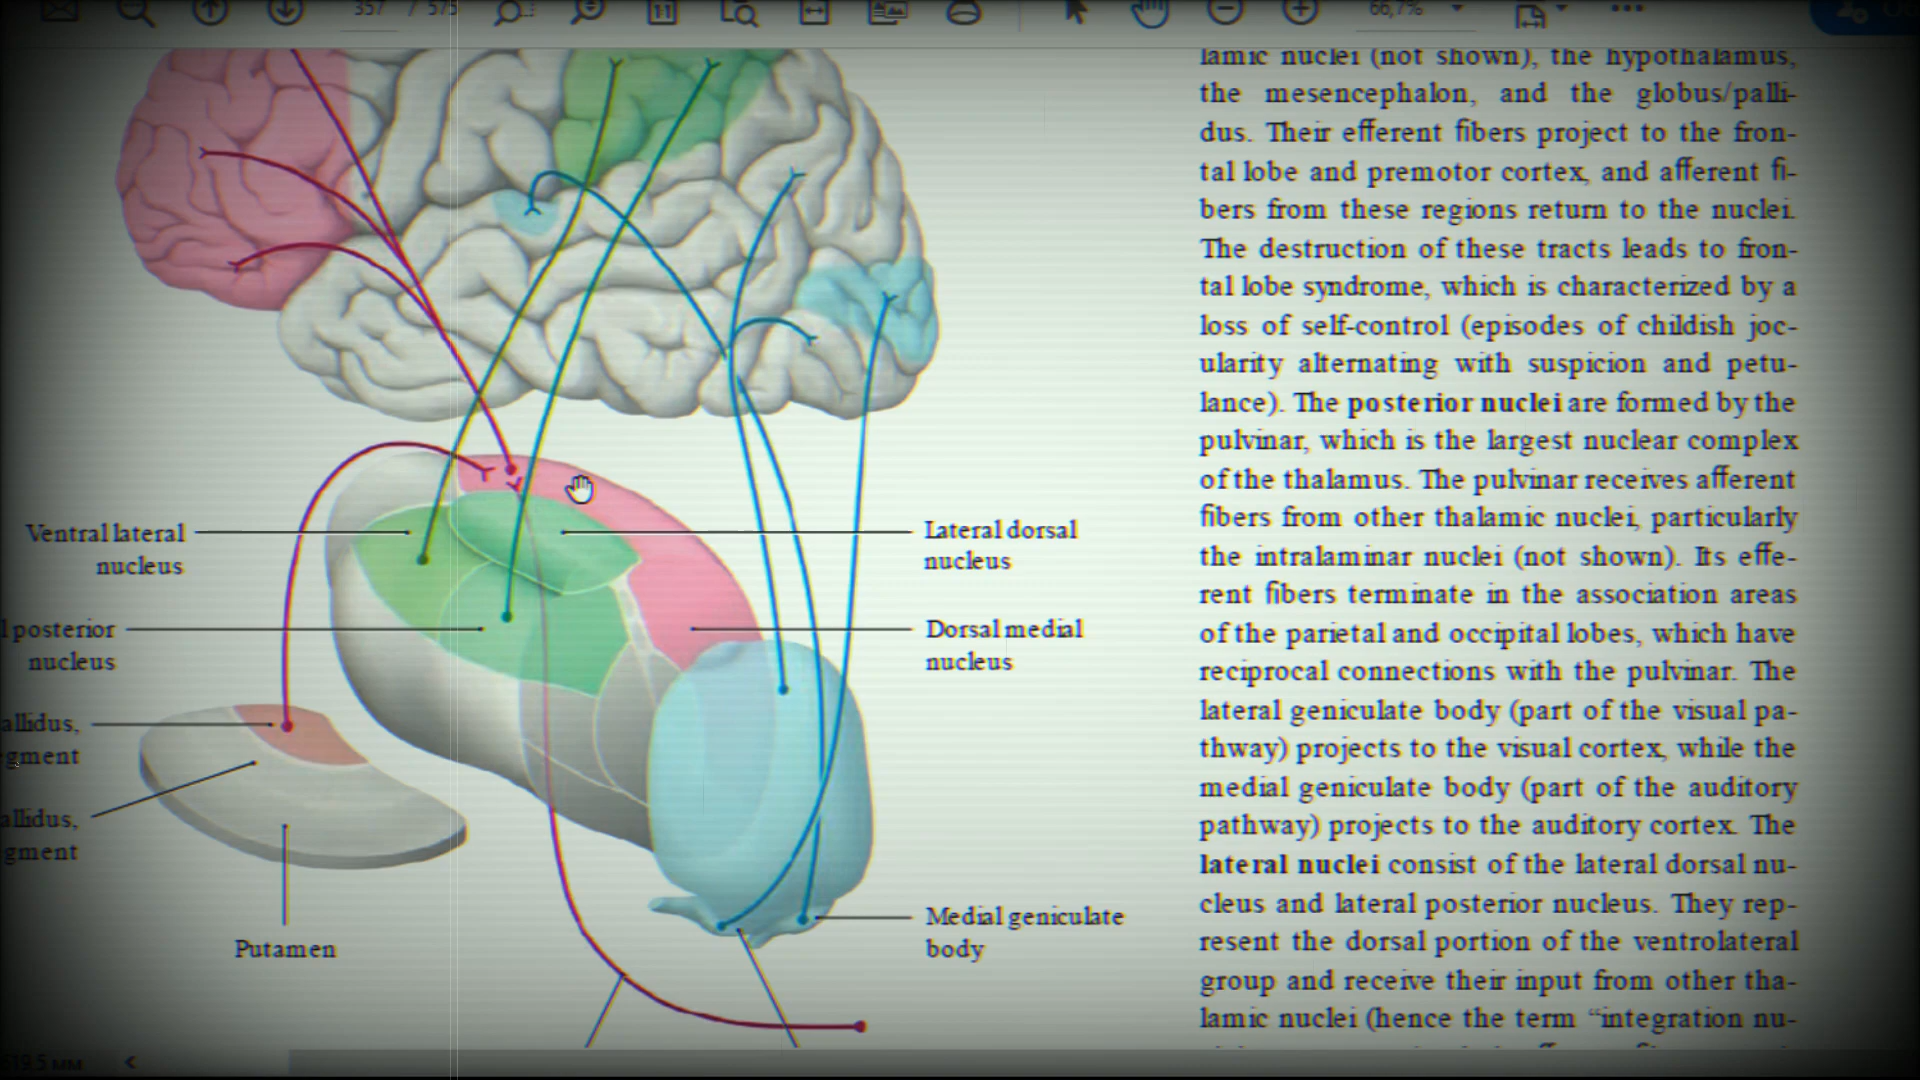 357 / 575
66,7%
lamic nuclei (not shown), the hypothalamus,
the mesencephalon, and the globus/palli-
dus. Their efferent fibers project to the fron-
tal lobe and premotor cortex, and afferent fi-
bers from these regions return to the nuclei.
The destruction of these tracts leads to fron-
tal lobe syndrome, which is characterized by a
loss of self-control (episodes of childish joc-
ularity alternating with suspicion and petu-
lance). The posterior nuclei are formed by the
pulvinar, which is the largest nuclear complex
of the thalamus. The pulvinar receives afferent
fibers from other thalamic nuclei, particularly
the intralaminar nuclei (not shown). Its effe-
rent fibers terminate in the association areas
of the parietal and occipital lobes, which have
reciprocal connections with the pulvinar. The
lateral geniculate body (part of the visual pa-
thway) projects to the visual cortex, while the
medial geniculate body (part of the auditory
pathway) projects to the auditory cortex. The
lateral nuclei consist of the lateral dorsal nu-
cleus and lateral posterior nucleus. They rep-
resent the dorsal portion of the ventrolateral
group and receive their input from other tha-
lamic nuclei (hence the term “integration nu-
Ventral lateral
nucleus
l posterior
nucleus
allidus,
gment
allidus,
gment
Putamen
Lateral dorsal
nucleus
Dorsal medial
nucleus
Medial geniculate
body
619,5 мм